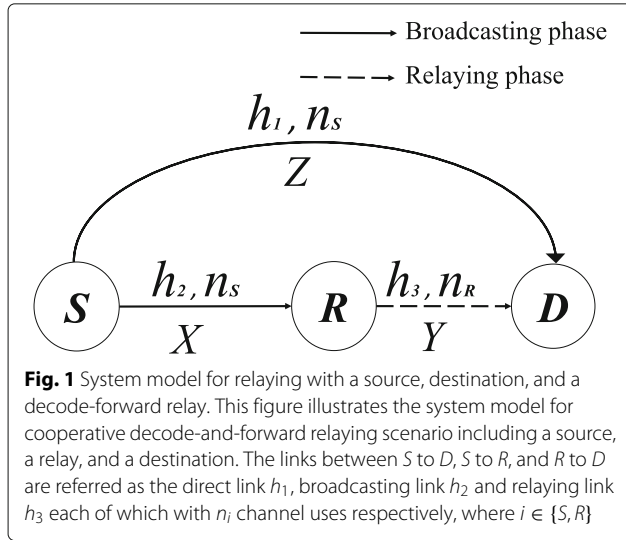 Broadcasting phase
Relaying phase
h₁, n_S
Z
S
h₂, n_S
X
R
h₃, n_R
Y
D
Fig. 1 System model for relaying with a source, destination, and a
decode-forward relay. This figure illustrates the system model for
cooperative decode-and-forward relaying scenario including a source,
a relay, and a destination. The links between S to D, S to R, and R to D
are referred as the direct link h₁, broadcasting link h₂ and relaying link
h₃ each of which with nᵢ channel uses respectively, where i ∈ {S, R}